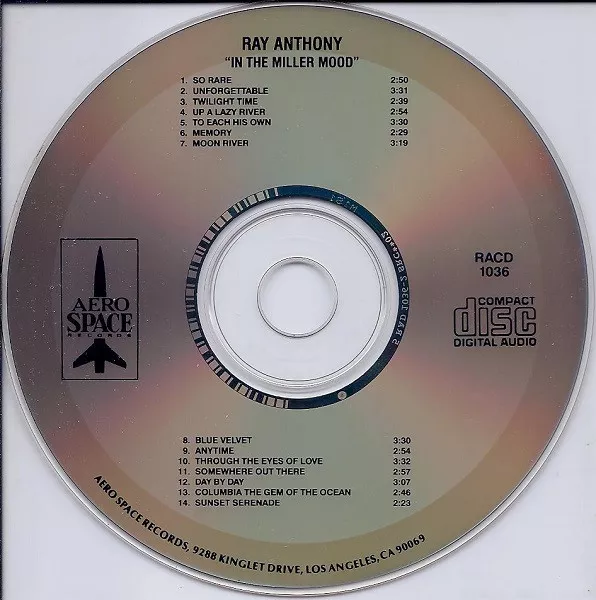 RAY ANTHONY
"IN THE MILLER MOOD"
1. SO RARE 2:50
2. UNFORGETTABLE 3:31
3. TWILIGHT TIME 2:39
4. UP A LAZY RIVER 2:54
5. TO EACH HIS OWN 3:30
6. MEMORY 2:29
7. MOON RIVER 3:19
AERO
SPACE
RECORDS
RACD
1036
COMPACT
disc
DIGITAL AUDIO
8. BLUE VELVET 3:30
9. ANYTIME 2:54
10. THROUGH THE EYES OF LOVE 3:32
11. SOMEWHERE OUT THERE 2:57
12. DAY BY DAY 3:07
13. COLUMBIA THE GEM OF THE OCEAN 2:46
14. SUNSET SERENADE 2:23
AERO SPACE RECORDS, 9288 KINGLET DRIVE, LOS ANGELES, CA 90069